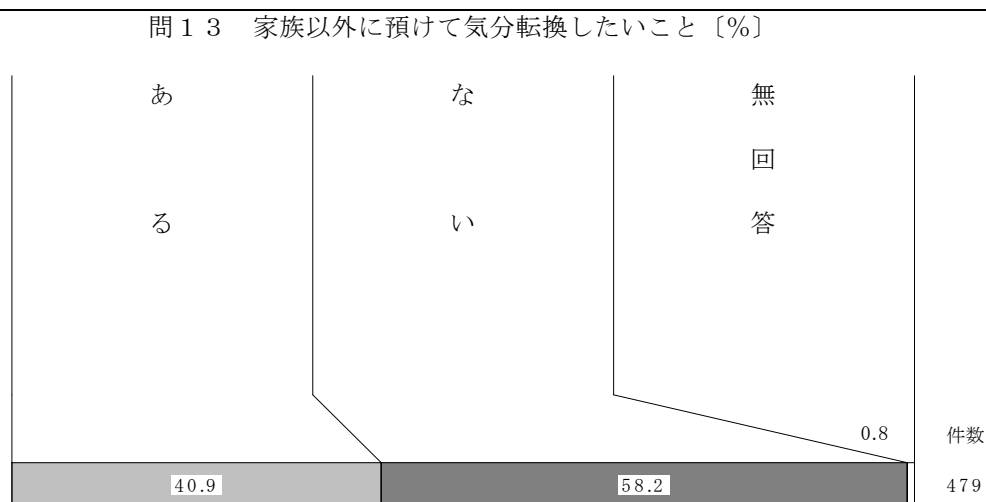 問１３　家族以外に預けて気分転換したいこと〔％〕
ある
ない
無回答
0.8
件数
40.9
58.2
479